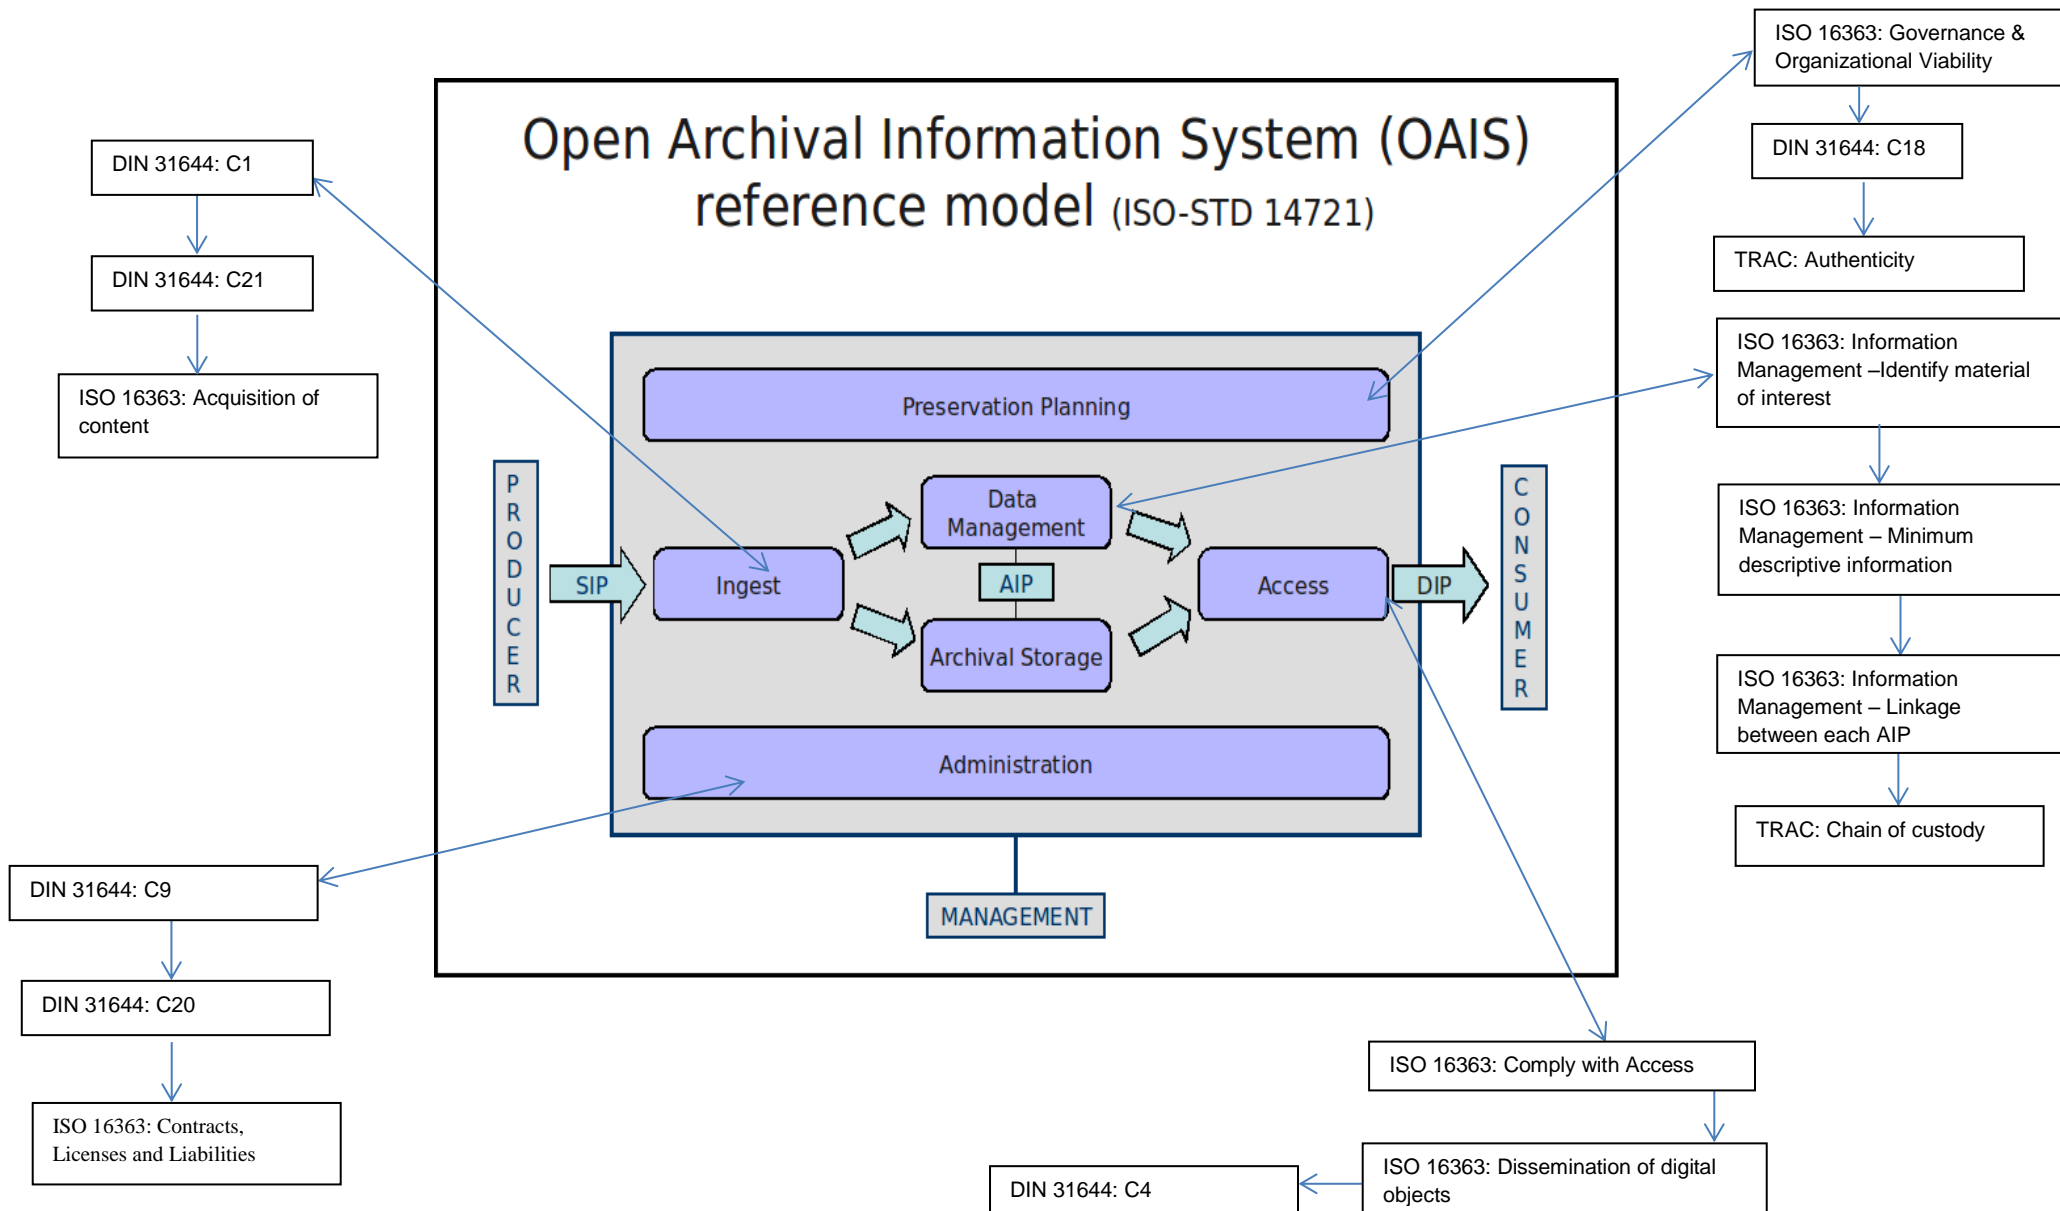 ISO 16363: Governance &
Organizational Viability
DIN 31644: C18
TRAC: Authenticity
Open Archival Information System (OAIS)
reference model (ISO-STD 14721)
DIN 31644: C1
DIN 31644: C21
ISO 16363: Acquisition of
content
ISO 16363: Information
Management –Identify material
of interest
ISO 16363: Information
Management – Minimum
descriptive information
ISO 16363: Information
Management – Linkage
between each AIP
TRAC: Chain of custody
Preservation Planning
PRODUCER
SIP
Ingest
Data
Management
AIP
Archival Storage
Access
DIP
CONSUMER
Administration
MANAGEMENT
DIN 31644: C9
DIN 31644: C20
ISO 16363: Contracts,
Licenses and Liabilities
ISO 16363: Comply with Access
ISO 16363: Dissemination of digital
objects
DIN 31644: C4